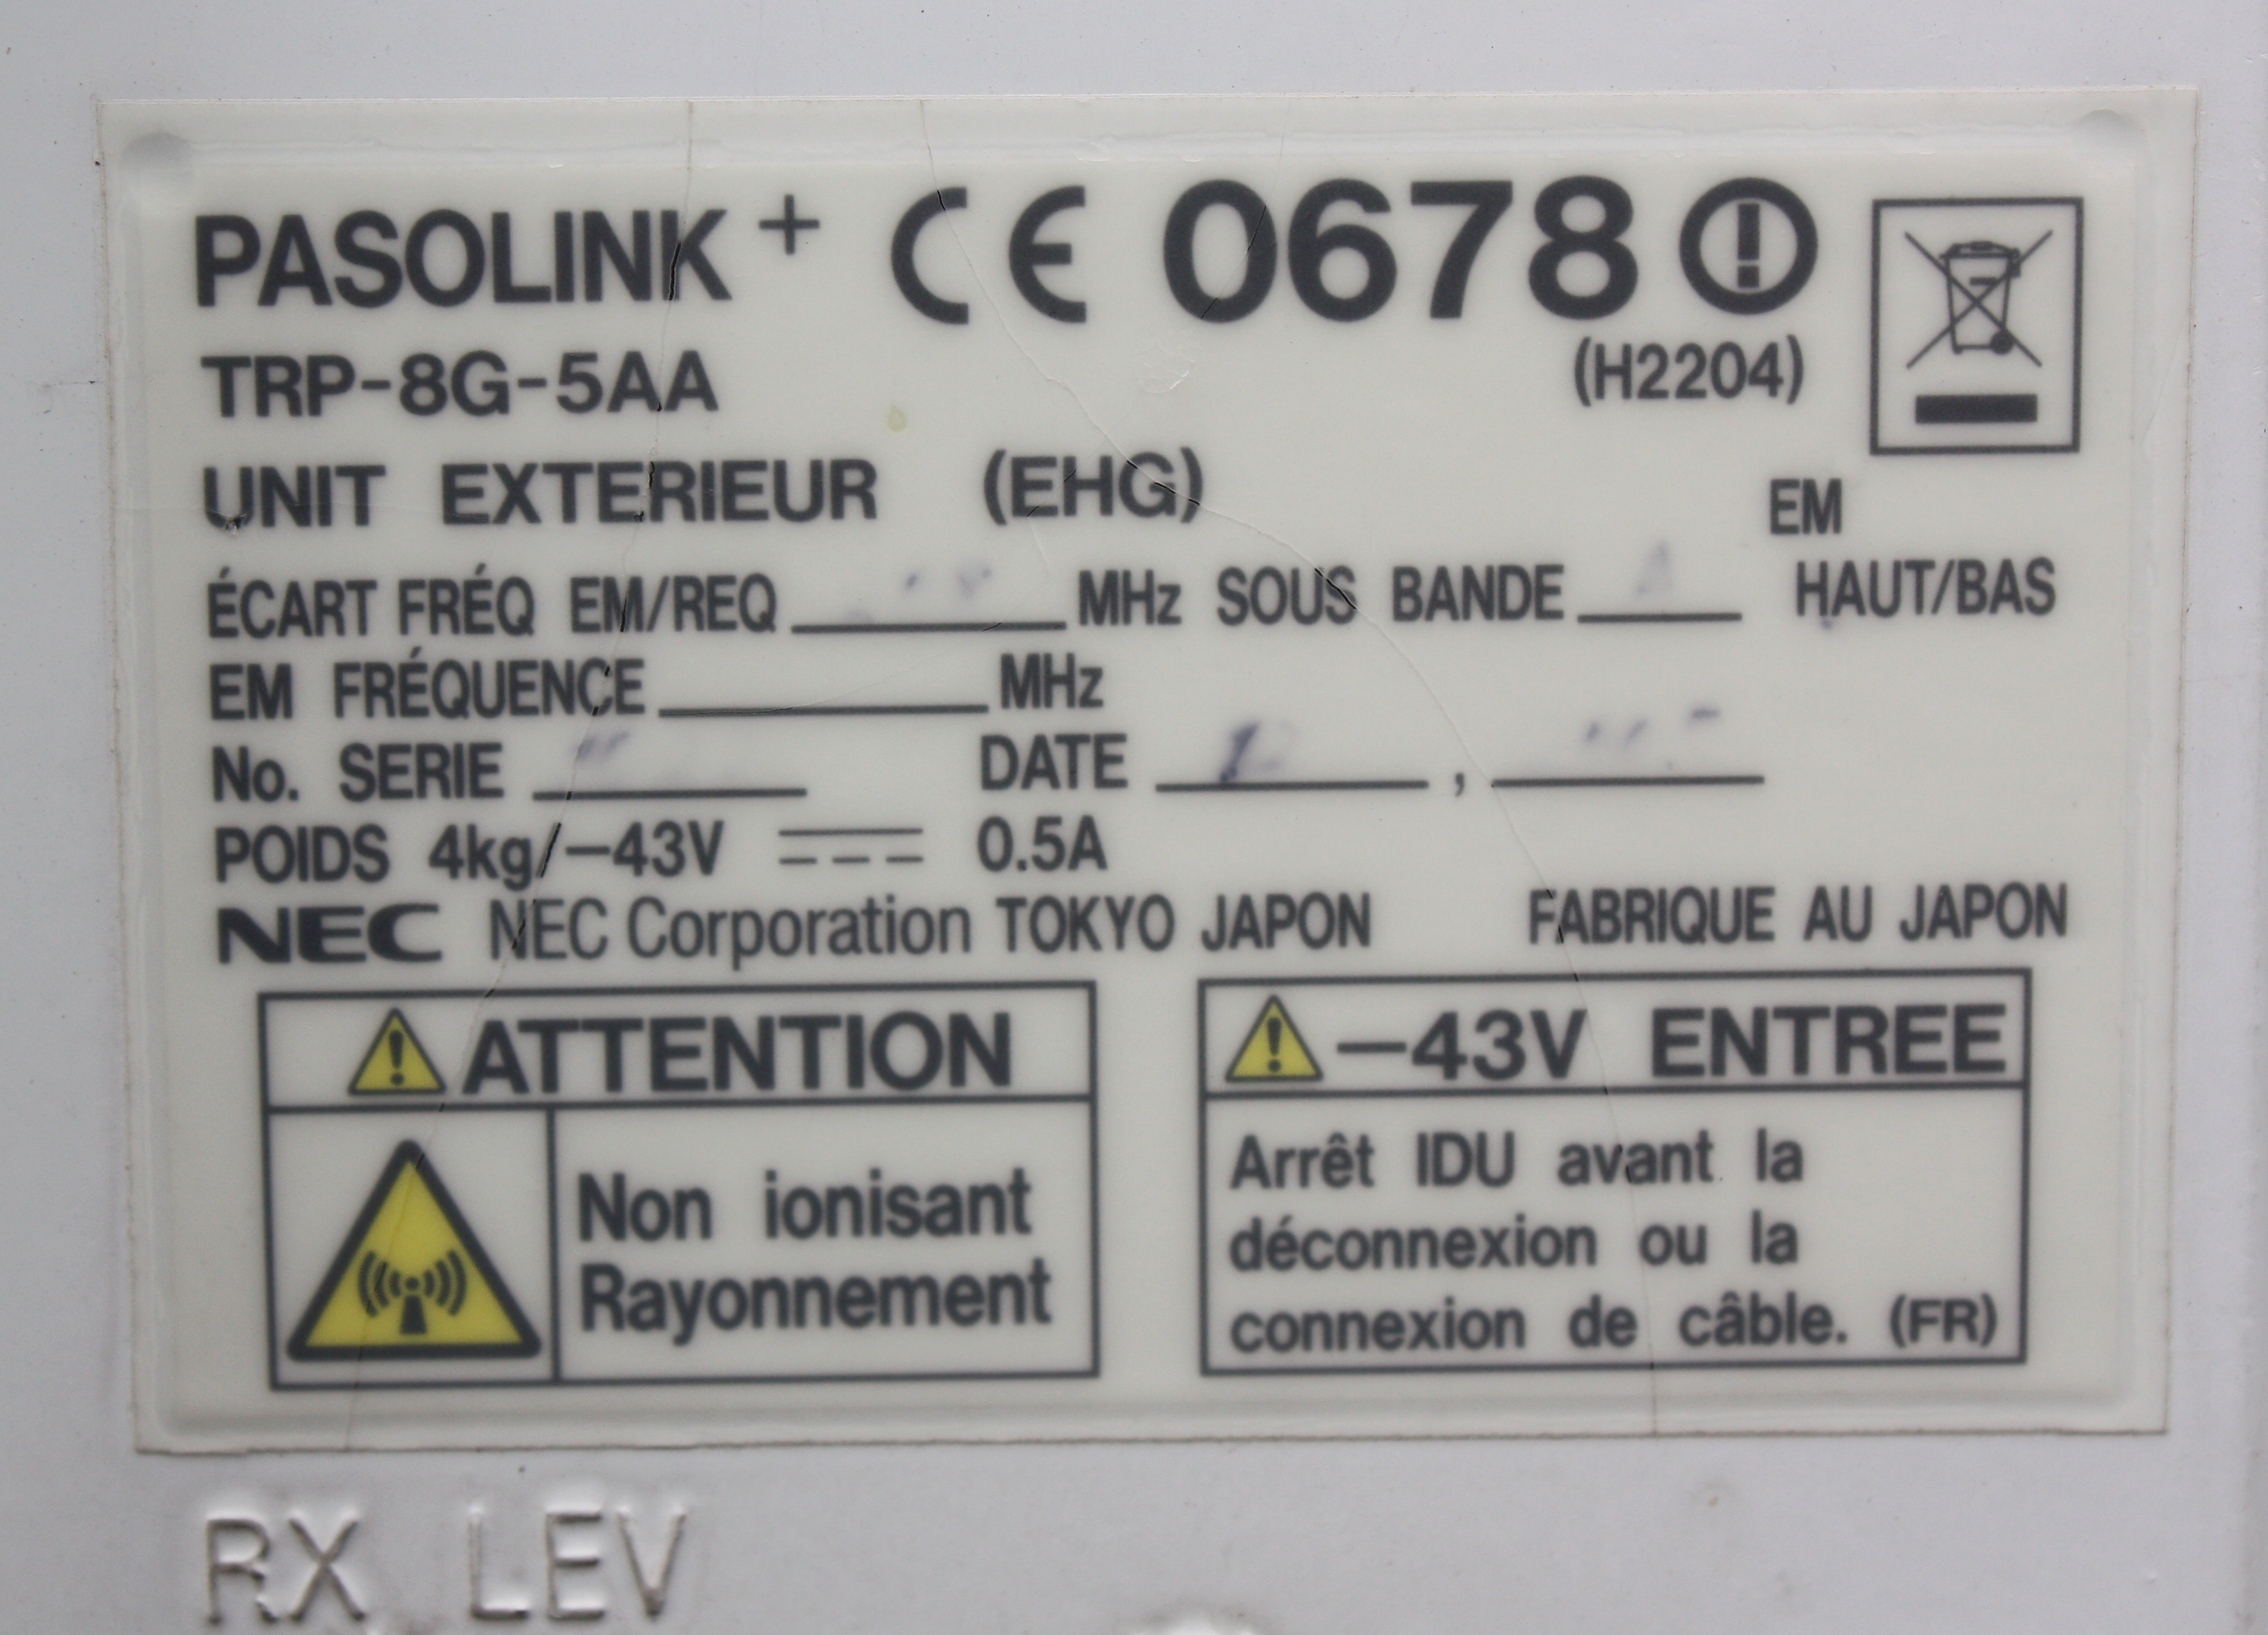 PASOLINK+ CE 0678
TRP-8G-5AA (H2204)
UNIT EXTERIEUR (EHG) EM
ÉCART FRÉQ EM/REQ MHz SOUS BANDE HAUT/BAS
EM FRÉQUENCE MHz
No. SERIE DATE ,
POIDS 4kg/-43V 0.5A
NEC NEC Corporation TOKYO JAPON FABRIQUE AU JAPON
ATTENTION
Non ionisant
Rayonnement
-43V ENTREE
Arrêt IDU avant la
déconnexion ou la
connexion de câble. (FR)
RX LEV